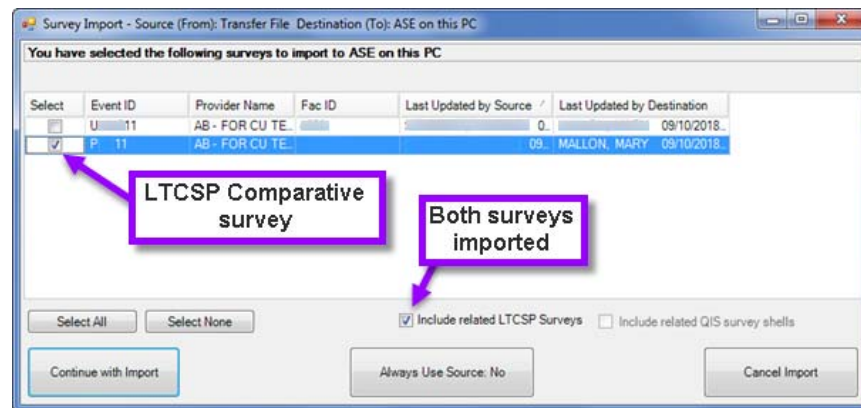 Survey Import - Source (From): Transfer File Destination (To): ASE on this PC
You have selected the following surveys to import to ASE on this PC
Select Event ID Provider Name Fac ID Last Updated by Source Last Updated by Destination
U 11 AB - FOR CU TE.. 0.. 09/10/2018..
P 11 AB - FOR CU TE.. 09.. MALLON, MARY 09/10/2018..
LTCSP Comparative
survey
Both surveys
imported
Select All Select None Include related LTCSP Surveys Include related QIS survey shells
Continue with Import Always Use Source: No Cancel Import